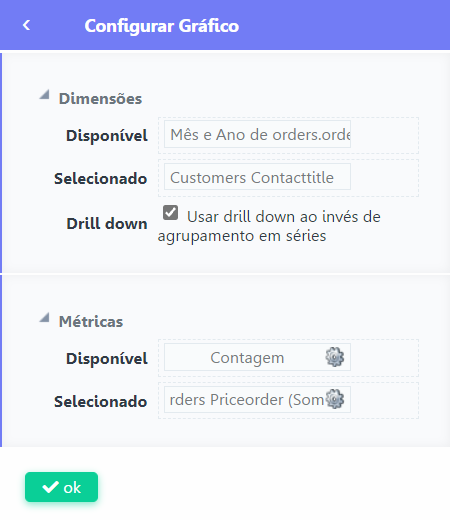 Configurar Gráfico
Dimensões
Disponível Mês e Ano de orders.orde
Selecionado Customers Contacttitle
Drill down Usar drill down ao invés de
agrupamento em séries
Métricas
Disponível Contagem
Selecionado rders Priceorder (Som
ok